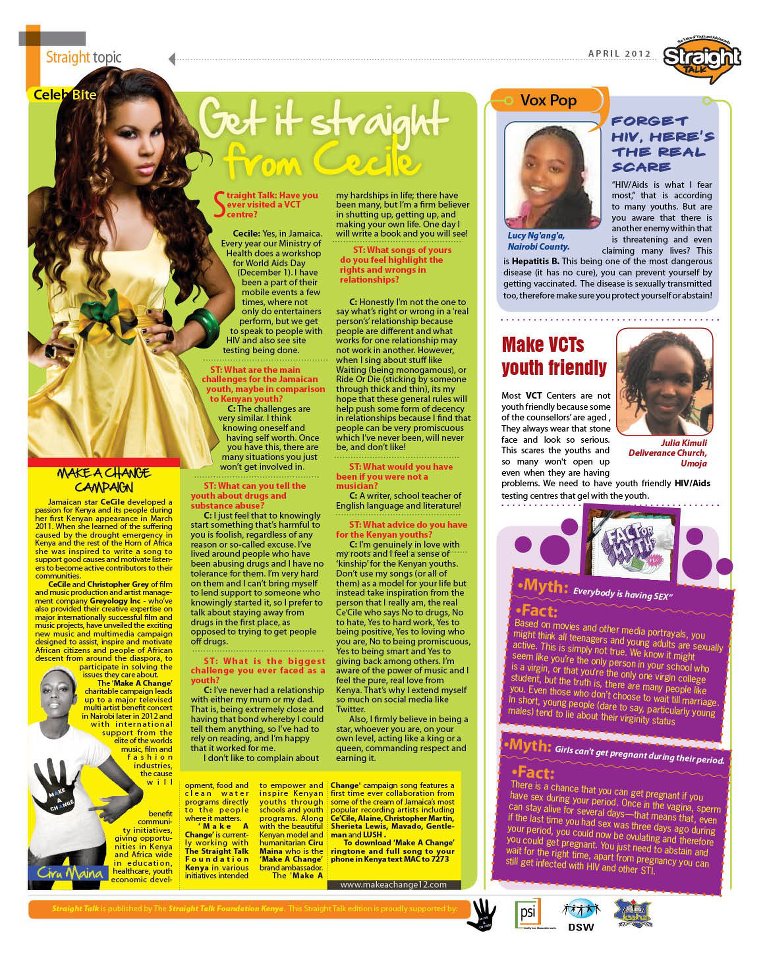 Straight topic
APRIL 2012
Straight
TALK
Celeb Bite
Get it straight
from Cecile
Straight Talk: Have you
ever visited a VCT
centre?
Cecile: Yes, in Jamaica.
Every year our Ministry of
Health does a workshop
for World Aids Day
(December 1). I have
been a part of their
mobile events a few
times, where not
only do entertainers
perform, but we get
to speak to people with
HIV and also see site
testing being done.
ST: What are the main
challenges for the Jamaican
youth, maybe in comparison
to Kenyan youth?
C: The challenges are
very similar. I think
knowing oneself and
having self worth. Once
you have this, there are
many situations you just
won't get involved in.
ST: What can you tell the
youth about drugs and
substance abuse?
C: I just feel that to knowingly
start something that's harmful to
you is foolish, regardless of any
reason or so-called excuse. I've
lived around people who have
been abusing drugs and I have no
tolerance for them. I'm very hard
on them and I can't bring myself
to lend support to someone who
knowingly started it, so I prefer to
talk about staying away from
drugs in the first place, as
opposed to trying to get people
off drugs.
ST: What is the biggest
challenge you ever faced as a
youth?
C: I've never had a relationship
with either my mum or my dad.
That is, being extremely close and
having that bond whereby I could
tell them anything, so I've had to
rely on reading, and I'm happy
that it worked for me.
I don't like to complain about
my hardships in life; there have
been many, but I'm a firm believer
in shutting up, getting up, and
making your own life. One day I
will write a book and you will see!
ST: What songs of yours
do you feel highlight the
rights and wrongs in
relationships?
C: Honestly I'm not the one to
say what's right or wrong in a 'real
person's' relationship because
people are different and what
works for one relationship may
not work in another. However,
when I sing about stuff like
Waiting (being monogamous), or
Ride Or Die (sticking by someone
through thick and thin), its my
hope that these general rules will
help push some form of decency
in relationships because I find that
people can be very promiscuous
which I've never been, will never
be, and don't like!
ST: What would you have
been if you were not a
musician?
C: A writer, school teacher of
English language and literature!
ST: What advice do you have
for the Kenyan youths?
C: I'm genuinely in love with
my roots and I feel a sense of
'kinship' for the Kenyan youths.
Don't use my songs (or all of
them) as a model for your life but
instead take inspiration from the
person that I really am, the real
Ce'Cile who says No to drugs, No
to hate, Yes to hard work, Yes to
being positive, Yes to loving who
you are, No to being promiscuous,
Yes to being smart and Yes to
giving back among others. I'm
aware of the power of music and I
feel the pure, real love from
Kenya. That's why I extend myself
so much on social media like
Twitter.
Also, I firmly believe in being a
star, whoever you are, on your
own level, acting like a king or a
queen, commanding respect and
earning it.
MAKE A CHANGE
CAMPAIGN
Jamaican star CeCile developed a
passion for Kenya and its people during
her first Kenyan appearance in March
2011. When she learned of the suffering
caused by the drought emergency in
Kenya and the rest of the Horn of Africa
she was inspired to write a song to
support good causes and motivate listen-
ers to become active contributors to their
communities.
CeCile and Christopher Grey of film
and music production and artist manage-
ment company Greyology Inc - who've
also provided their creative expertise on
major internationally successful film and
music projects, have unveiled the exciting
new music and multimedia campaign
designed to assist, inspire and motivate
African citizens and people of African
descent from around the diaspora, to
participate in solving the
issues they care about.
The 'Make A Change'
charitable campaign leads
up to a major televised
multi artist benefit concert
in Nairobi later in 2012 and
with international
support from the
elite of the worlds
music, film and
fashion
industries,
the cause
will
benefit
communi-
ty initiatives,
giving opportu-
nities in Kenya
and Africa wide
in education,
healthcare, youth
economic devel-
MAKE A CHANGE
Ciru Maina
opment, food and
clean water
programs directly
to the people
where it matters.
'Make A
Change' is current-
ly working with
The Straight Talk
Foundation
Kenya in various
initiatives intended
to empower and
inspire Kenyan
youths through
schools and youth
programs. Along
with the beautiful
Kenyan model and
humanitarian Ciru
Maina who is the
'Make A Change'
brand ambassador.
The 'Make A
Change' campaign song features a
first time ever collaboration from
some of the cream of Jamaica's most
popular recording artists including
Ce'Cile, Alaine, Christopher Martin,
Sherieta Lewis, Mavado, Gentle-
man and LUSH .
To download 'Make A Change'
ringtone and full song to your
phone in Kenya text MAC to 7273
www.makeachange12.com
Vox Pop
FORGET
HIV, HERE'S
THE REAL
SCARE
Lucy Ng'ang'a,
Nairobi County.
"HIV/Aids is what I fear
most," that is according
to many youths. But are
you aware that there is
another enemy within that
is threatening and even
claiming many lives? This
is Hepatitis B. This being one of the most dangerous
disease (it has no cure), you can prevent yourself by
getting vaccinated. The disease is sexually transmitted
too, therefore make sure you protect yourself or abstain!
Make VCTs
youth friendly
Most VCT Centers are not
youth friendly because some
of the counsellors' are aged ,
They always wear that stone
face and look so serious.
This scares the youths and
so many won't open up
even when they are having
problems. We need to have youth friendly HIV/Aids
testing centres that gel with the youth.
Julia Kimuli
Deliverance Church,
Umoja
FACT OR
MYTH
•Myth: Everybody is having SEX"
•Fact:
Based on movies and other media portrayals, you
might think all teenagers and young adults are sexually
active. This is simply not true. We know it might
seem like you're the only person in your school who
is a virgin, or that you're the only one virgin college
student, but the truth is, there are many people like
you. Even those who don't choose to wait till marriage.
In short, young people (dare to say, particularly young
males) tend to lie about their virginity status
•Myth: Girls can't get pregnant during their period.
•Fact:
There is a chance that you can get pregnant if you
have sex during your period. Once in the vagina, sperm
can stay alive for several days—that means that, even
if the last time you had sex was three days ago during
your period, you could now be ovulating and therefore
you could get pregnant. You just need to abstain and
wait for the right time, apart from pregnancy you can
still get infected with HIV and other STI.
Straight Talk is published by The Straight Talk Foundation Kenya. This Straight Talk edition is proudly supported by:
psi
DSW